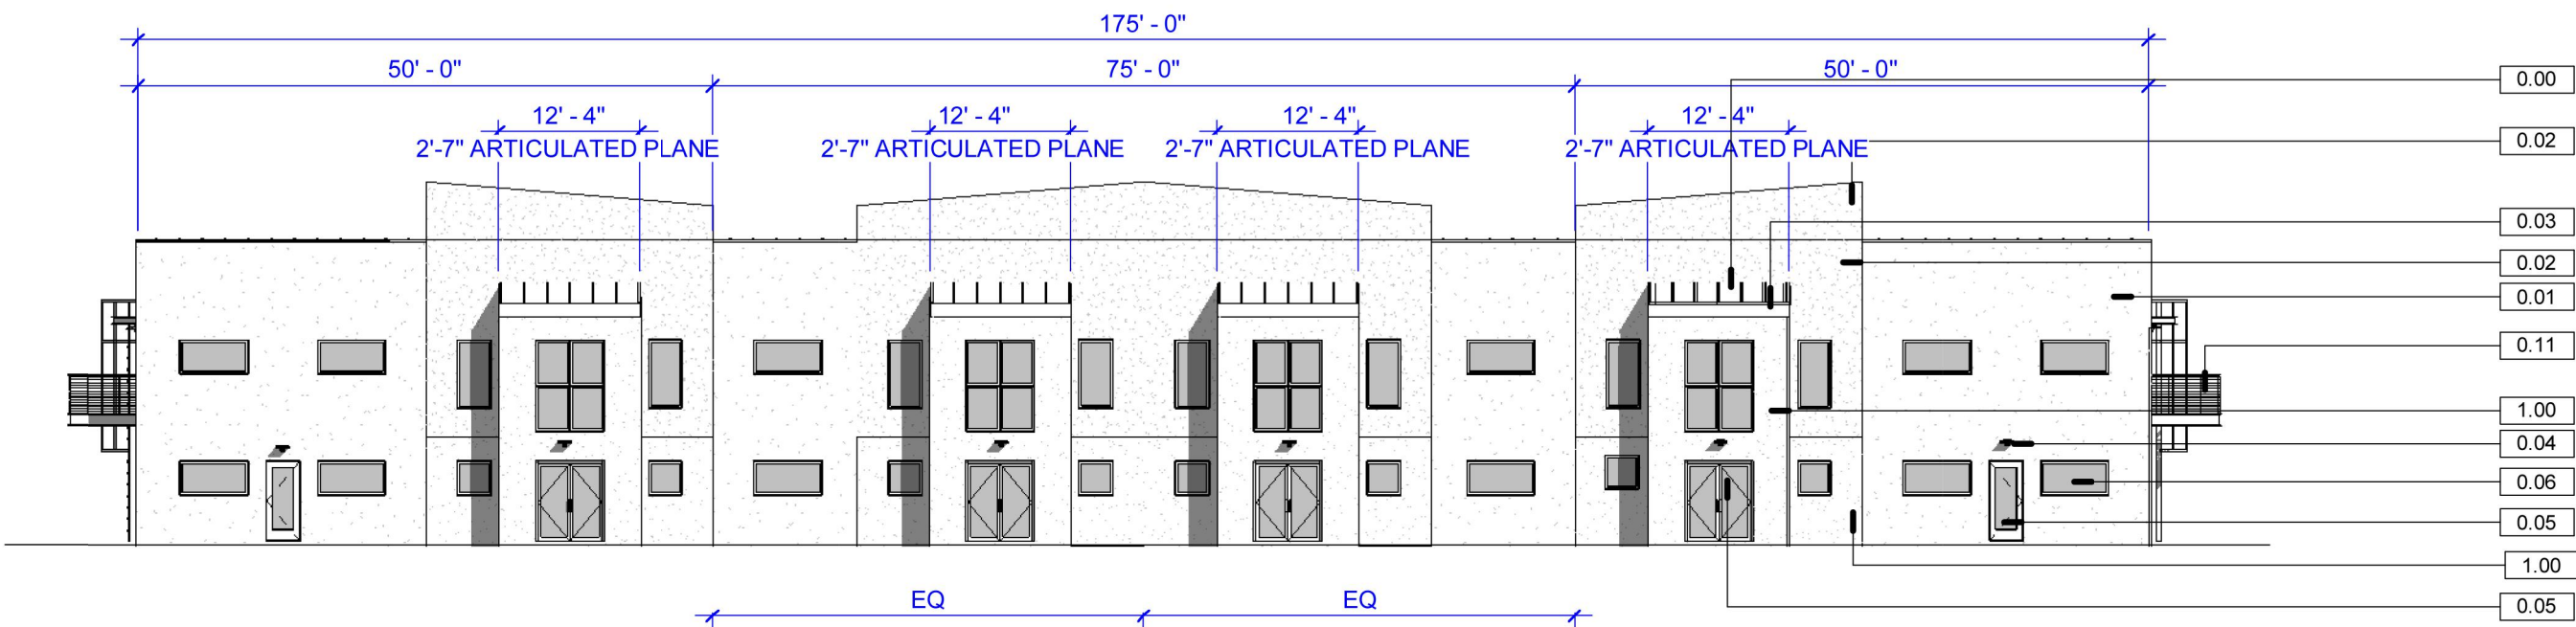 175' - 0"
50' - 0"
75' - 0"
50' - 0"
0.00
12' - 4"
12' - 4"
12' - 4"
12' - 4"
2'-7" ARTICULATED PLANE
2'-7" ARTICULATED PLANE
2'-7" ARTICULATED PLANE
2'-7" ARTICULATED PLANE
0.02
0.03
0.02
0.01
0.11
1.00
0.04
0.06
0.05
1.00
EQ
EQ
0.05